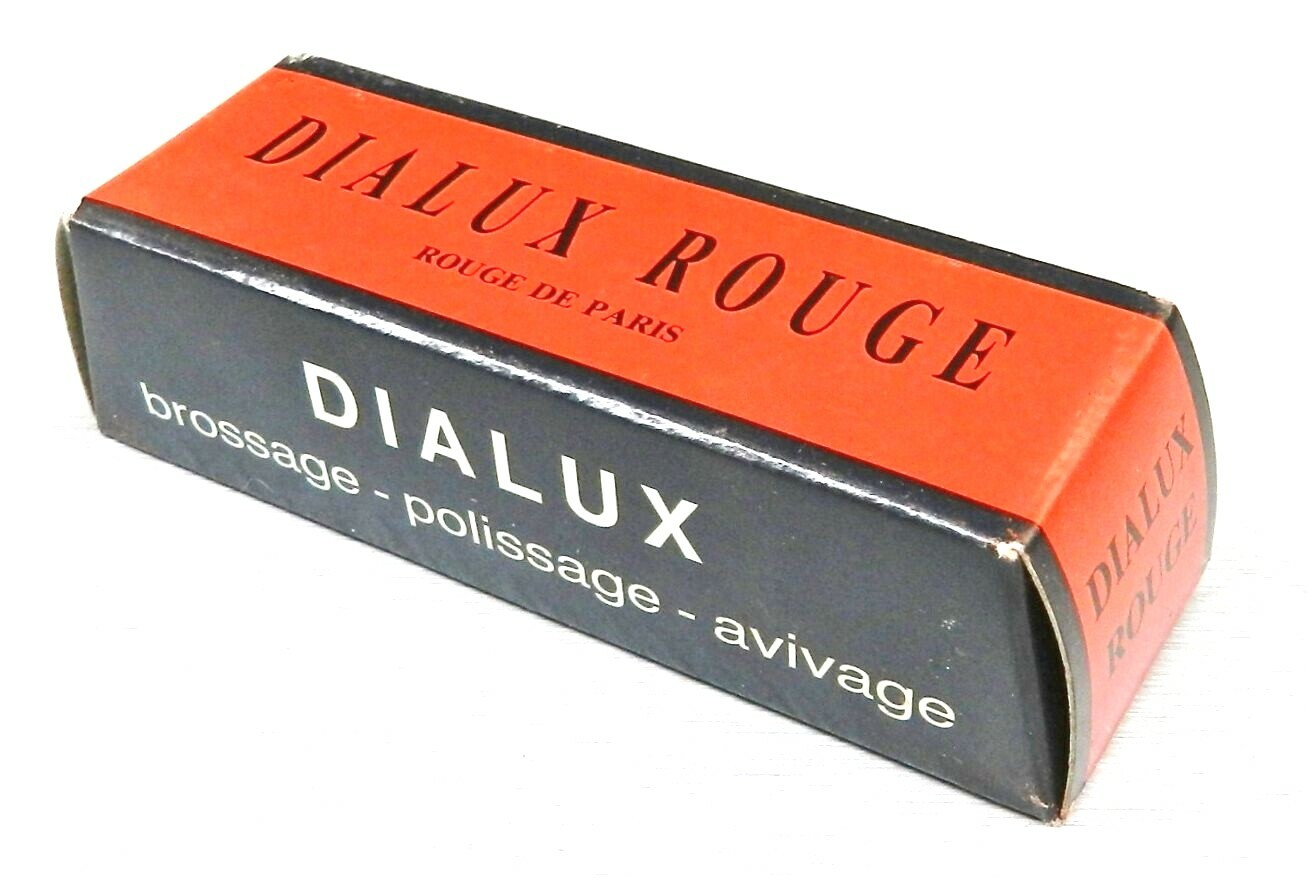 DIALUX ROUGE
ROUGE DE PARIS
DIALUX
brossage - polissage - avivage
DIALUX
ROUGE